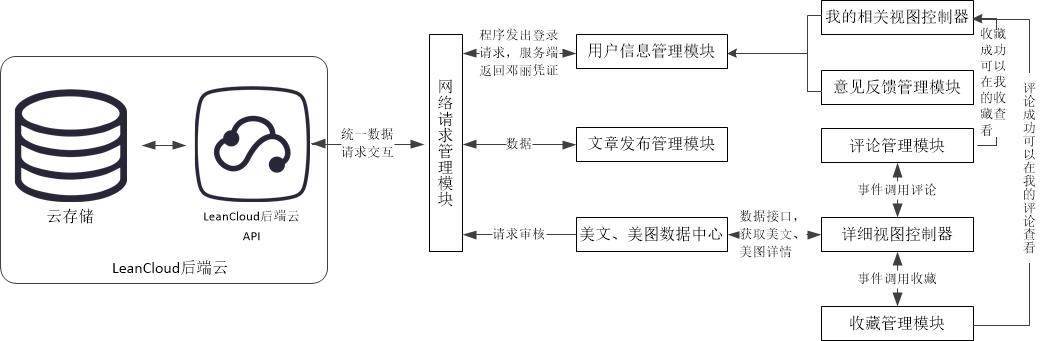 云存储
LeanCloud后端云
API
LeanCloud后端云
统一数据
请求交互
网络请求管理模块
程序发出登录
请求，服务端
返回邓丽凭证
数据
请求审核
用户信息管理模块
文章发布管理模块
美文、美图数据中心
数据接口，
获取美文、
美图详情
我的相关视图控制器
意见反馈管理模块
评论管理模块
事件调用评论
详细视图控制器
事件调用收藏
收藏管理模块
收藏
成功
可以
在我
的收
藏查
看
评论成功可以在我的评论查看